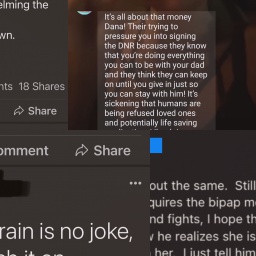 elming the
wn.
nts 18 Shares
Share
It's all about that money
Dana! Their trying to
pressure you into signing
the DNR because they know
that you're doing everything
you can to be with your dad
and they think they can keep
on until you give in just so
you can stay with him! It's
sickening that humans are
being refused loved ones
and potentially life saving
omment Share
rain is no joke,
out the same. Still
quires the bipap m
nd fights, I hope th
he realizes she is
her. I just tell him